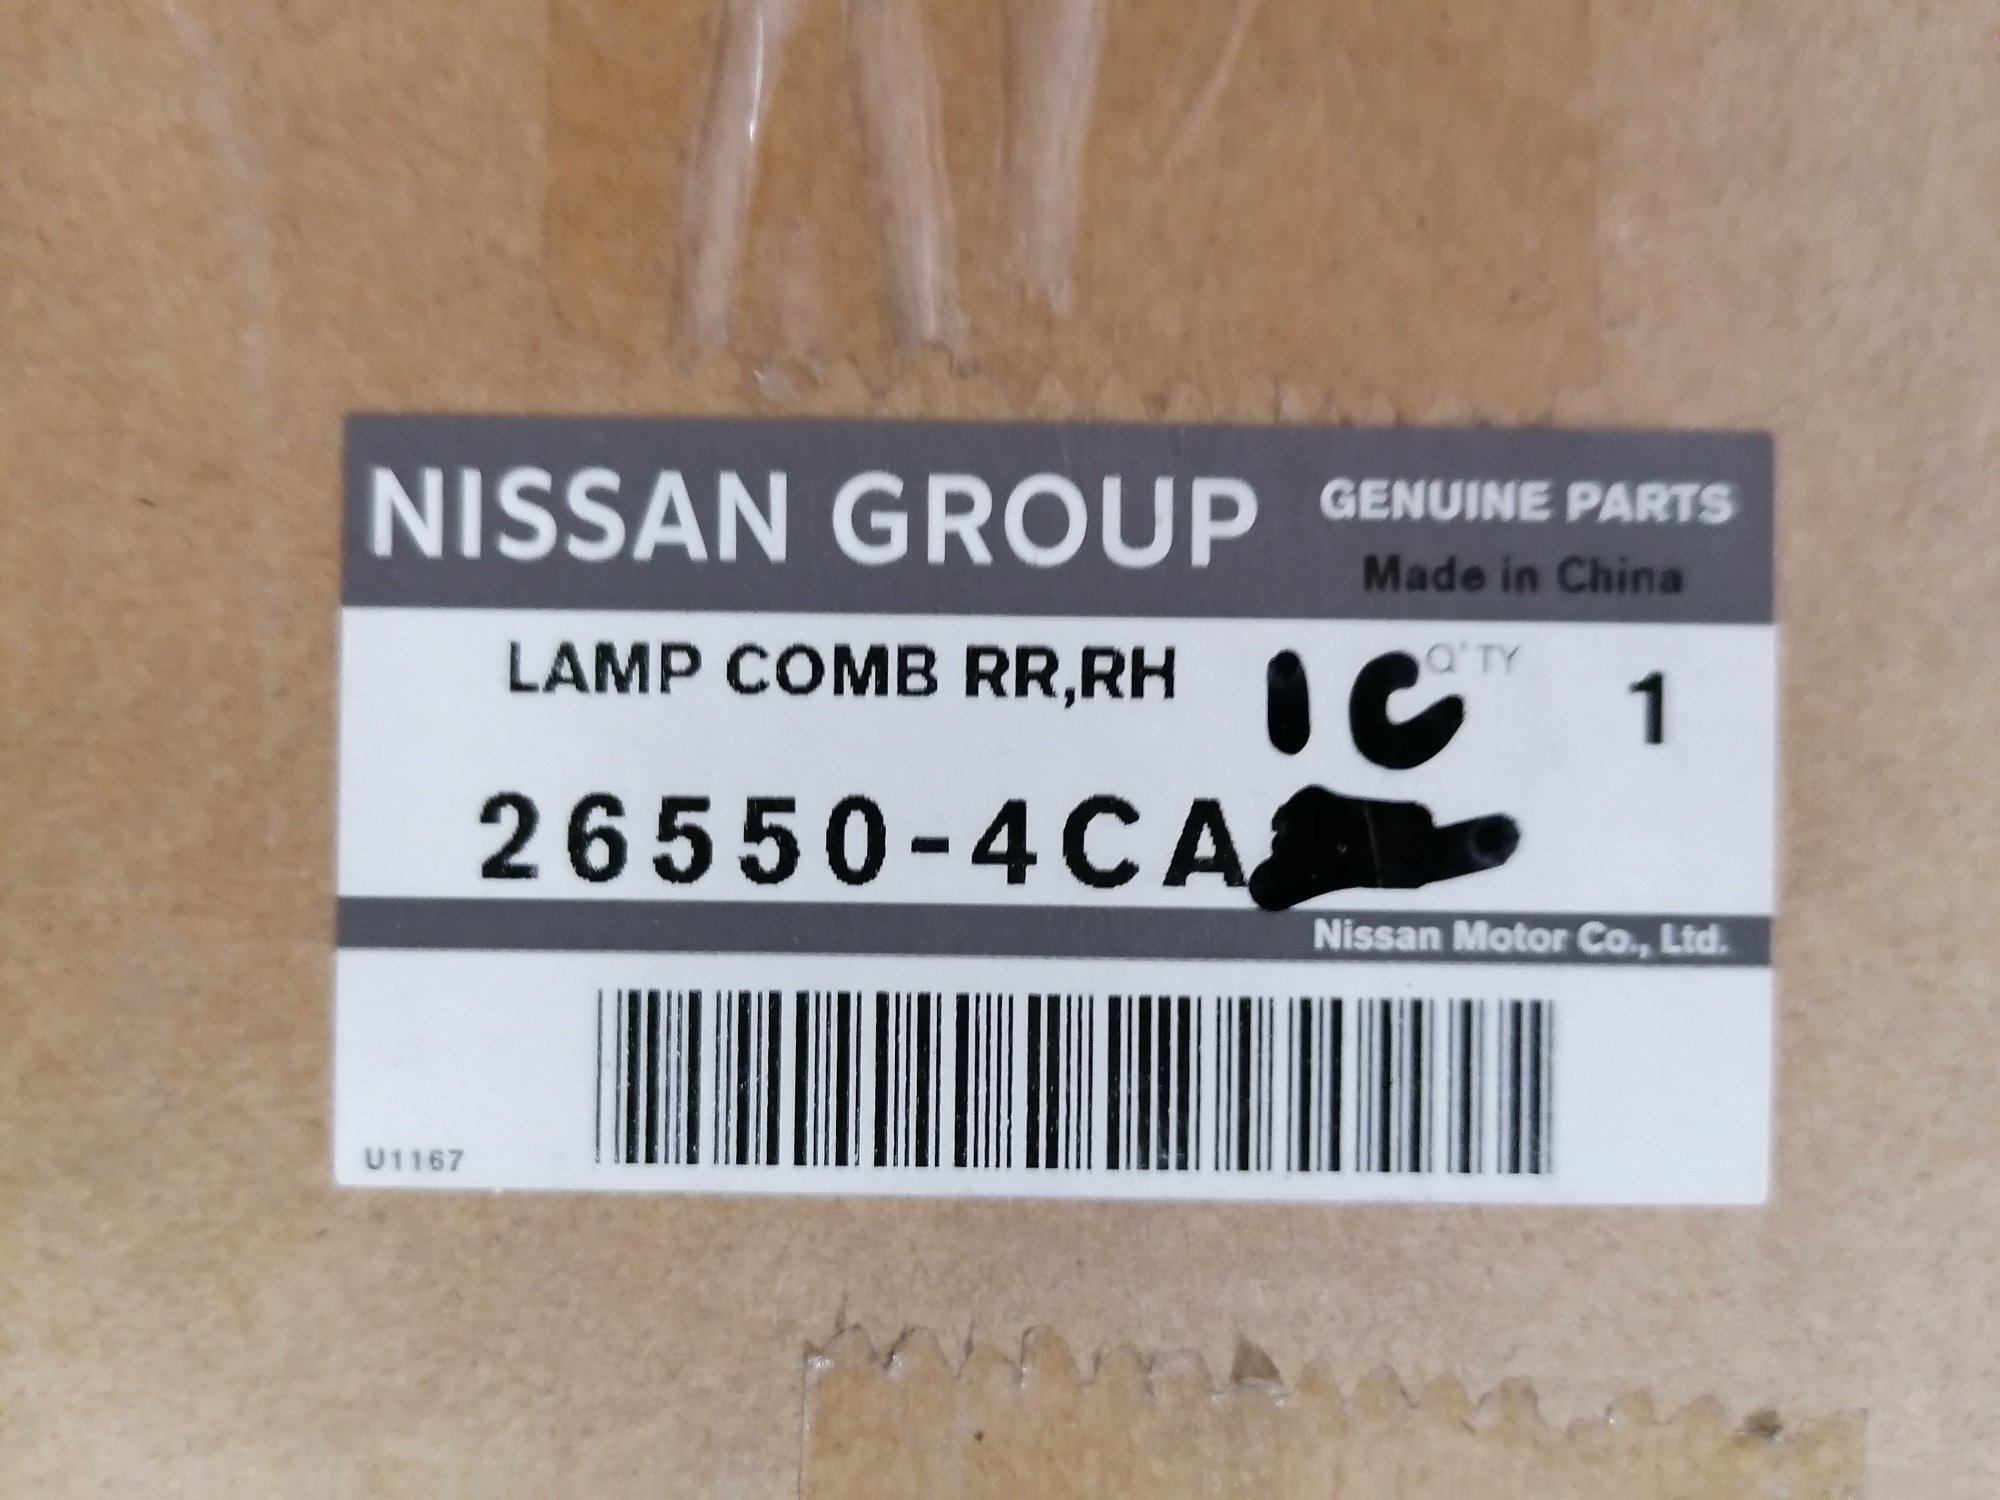 NISSAN GROUP GENUINE PARTS
Made in China
LAMP COMB RR,RH 1C Q'TY 1
26550-4CA
Nissan Motor Co., Ltd.
U1167